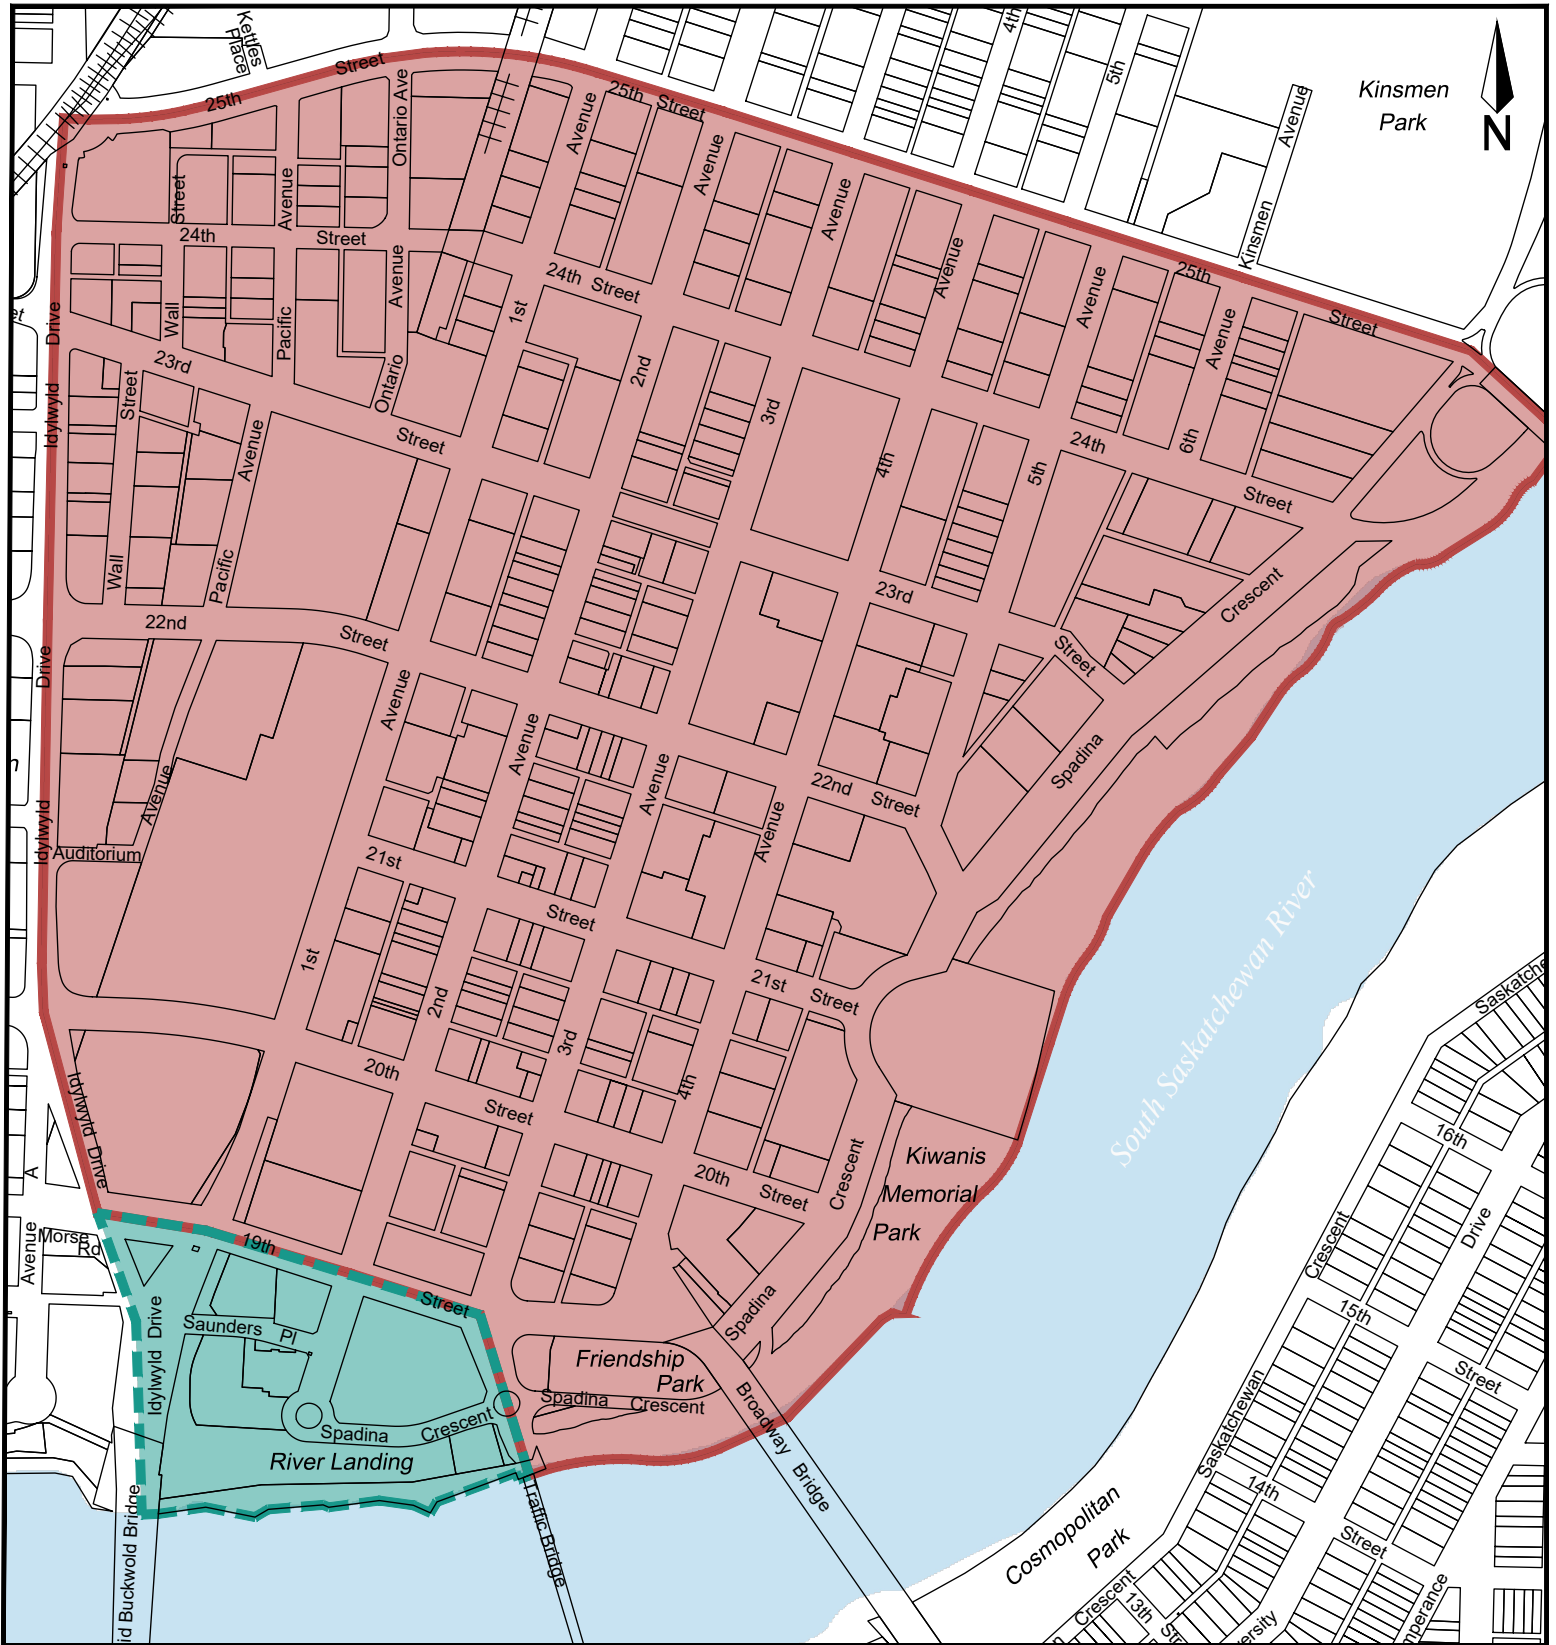 Kettles
Place
4th
5th
Kinsmen
Park
Avenue
N
25th
Street
Ontario Ave
Avenue
25th
Street
Avenue
Avenue
Street
Avenue
24th
Street
Avenue
Avenue
Kinsmen
25th
Street
Avenue
Avenue
24th
Street
1st
Wall
Pacific
Drive
Idylwyld
23rd
Street
Ontario
Street
2nd
3rd
4th
5th
6th
24th
Street
Avenue
Wall
Pacific
22nd
Street
23rd
Street
Crescent
Drive
Avenue
Avenue
Avenue
Avenue
22nd
Street
Spadina
Idylwyld
Avenue
Auditorium
21st
Street
1st
2nd
3rd
4th
21st
Street
South Saskatchewan River
Saskatche
20th
Street
20th
Street
Crescent
Kiwanis
Memorial
Park
Idylwyld
Drive
A
Avenue
Morse
Rd
19th
Street
Saunders
Pl
Idylwyld
Drive
Spadina
Crescent
River Landing
Friendship
Park
Spadina
Crescent
Spadina
Broadway
Bridge
Traffic Bridge
id Buckwold Bridge
16th
Drive
Crescent
15th
Street
Saskatchewan
14th
Street
Cosmopolitan
Park
Crescent
13th
Str
ersity
mperance